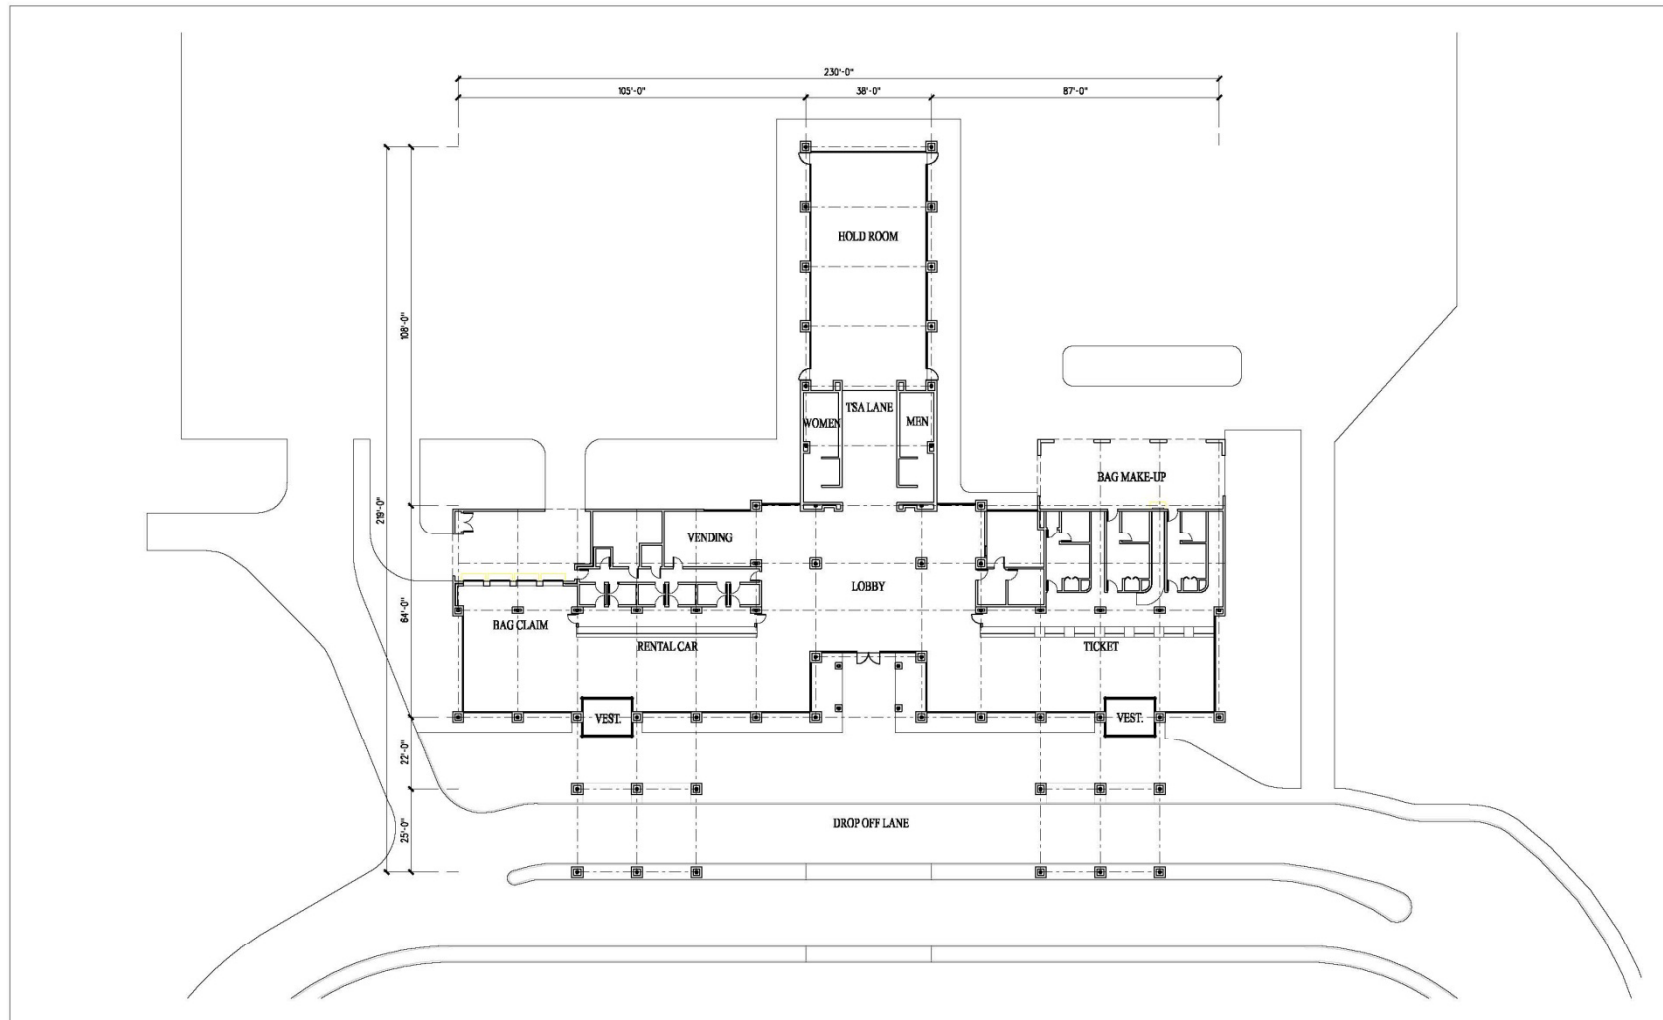 230'-0"
105'-0" 38'-0" 87'-0"
HOLD ROOM
108'-0"
WOMEN
TSA LANE
MEN
BAG MAKE-UP
219'-0"
VENDING
LOBBY
64'-0"
BAG CLAIM
RENTAL CAR
TICKET
VEST.
VEST.
22'-0"
25'-0"
DROP OFF LANE